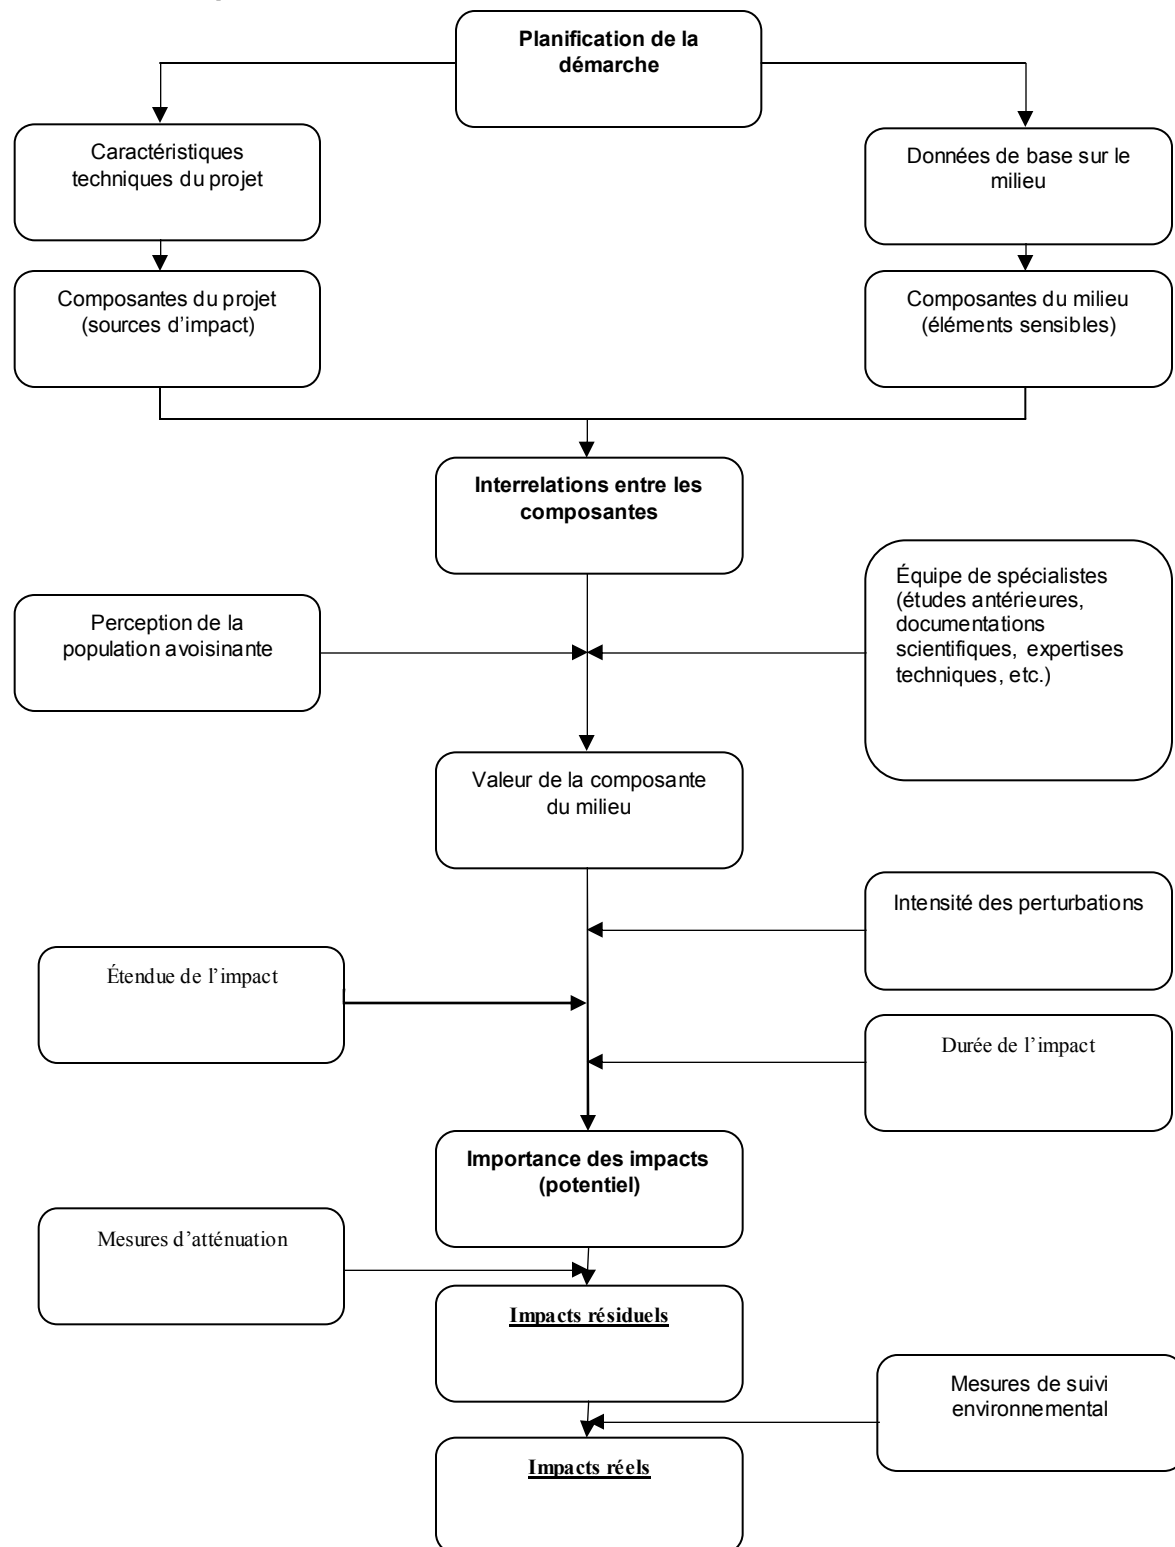 Planification de la
démarche
Caractéristiques
techniques du projet
Données de base sur le
milieu
Composantes du projet
(sources d'impact)
Composantes du milieu
(éléments sensibles)
Interrelations entre les
composantes
Perception de la
population avoisinante
Équipe de spécialistes
(études antérieures,
documentations
scientifiques, expertises
techniques, etc.)
Valeur de la composante
du milieu
Intensité des perturbations
Étendue de l'impact
Durée de l'impact
Importance des impacts
(potentiel)
Mesures d'atténuation
Impacts résiduels
Mesures de suivi
environnemental
Impacts réels